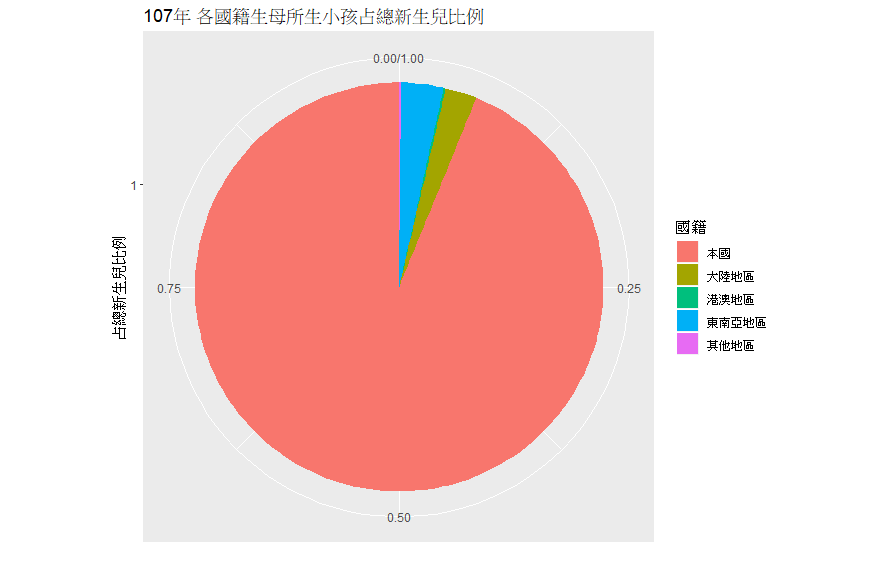 107年 各國籍生母所生小孩占總新生兒比例
0.00/1.00
1
占總新生兒比例
0.75
0.25
0.50
國籍
本國
大陸地區
港澳地區
東南亞地區
其他地區